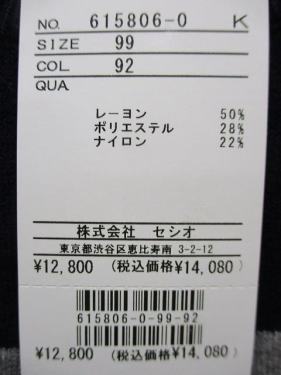 NO. 615806-0 K
SIZE 99
COL 92
QUA
レーヨン 50%
ポリエステル 28%
ナイロン 22%
株式会社 セシオ
東京都渋谷区恵比寿南 3-2-12
¥12,800 (税込価格¥14,080)
615806-0-99-92
¥12,800 (税込価格¥14,080)